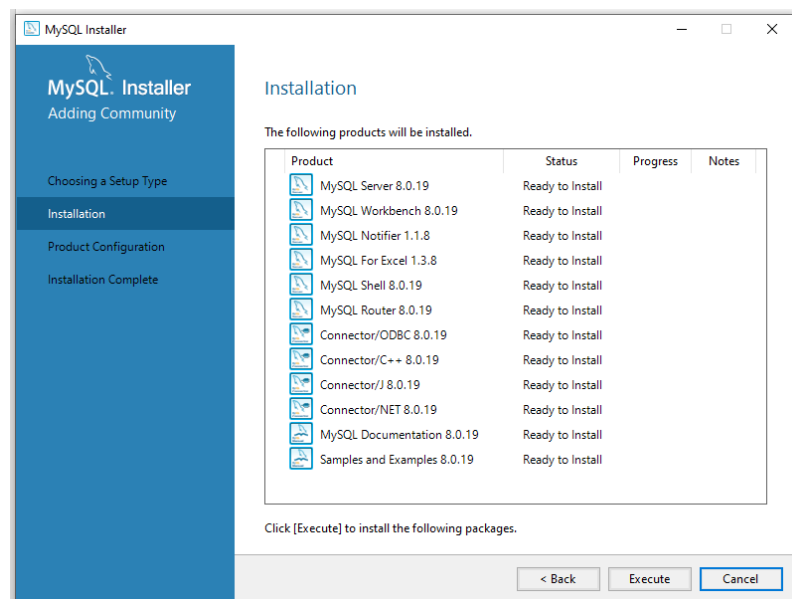 MySQL Installer
MySQL. Installer
Adding Community
Choosing a Setup Type
Installation
Product Configuration
Installation Complete
Installation
The following products will be installed.
Product Status Progress Notes
MySQL Server 8.0.19 Ready to Install
MySQL Workbench 8.0.19 Ready to Install
MySQL Notifier 1.1.8 Ready to Install
MySQL For Excel 1.3.8 Ready to Install
MySQL Shell 8.0.19 Ready to Install
MySQL Router 8.0.19 Ready to Install
Connector/ODBC 8.0.19 Ready to Install
Connector/C++ 8.0.19 Ready to Install
Connector/J 8.0.19 Ready to Install
Connector/NET 8.0.19 Ready to Install
MySQL Documentation 8.0.19 Ready to Install
Samples and Examples 8.0.19 Ready to Install
Click [Execute] to install the following packages.
< Back Execute Cancel